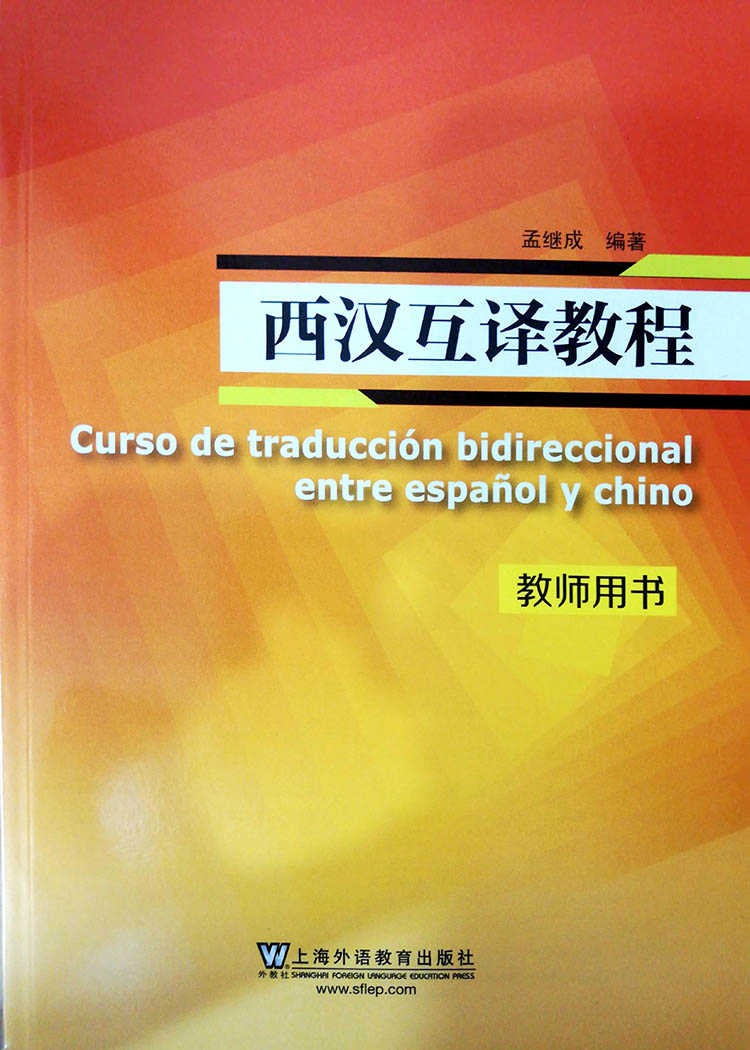 孟继成 编著
西汉互译教程
Curso de traducción bidireccional
entre español y chino
教师用书
W
上海外语教育出版社
外教社 SHANGHAI FOREIGN LANGUAGE EDUCATION PRESS
www.sflep.com